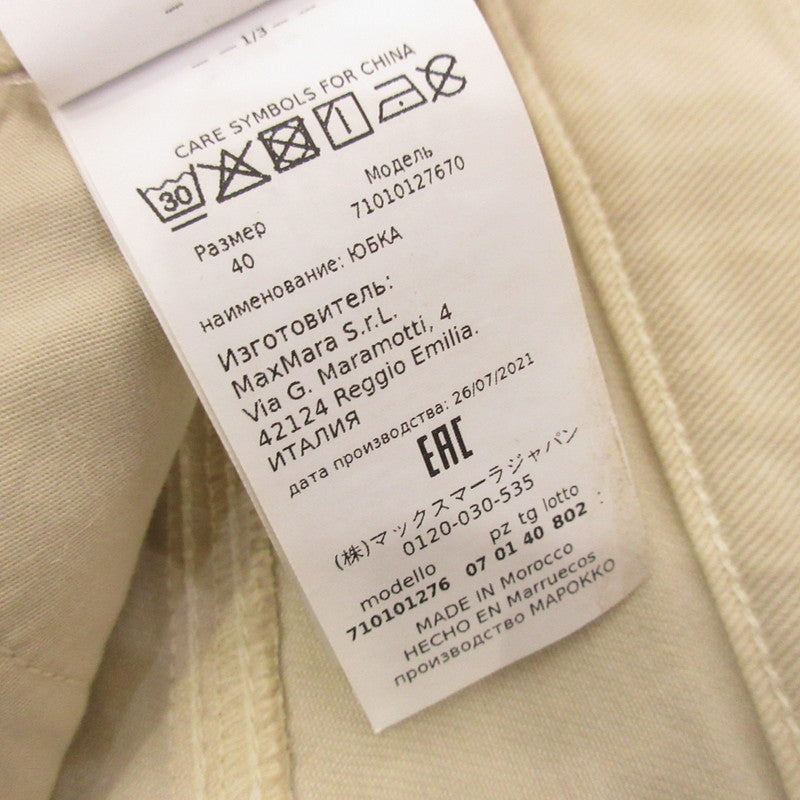 1/3
CARE SYMBOLS FOR CHINA
30
Размер
40
Модель
71010127670
наименование: ЮБКА
Изготовитель:
MaxMara S.r.L.
Via G. Maramotti, 4
42124 Reggio Emilia.
ИТАЛИЯ
дата производства: 26/07/2021
EAC
(株)マックスマーラジャパン
0120-030-535
modello pz tg lotto :
710101276 07 01 40 802
MADE IN Morocco
HECHO EN Marruecos
производство МАРОККО